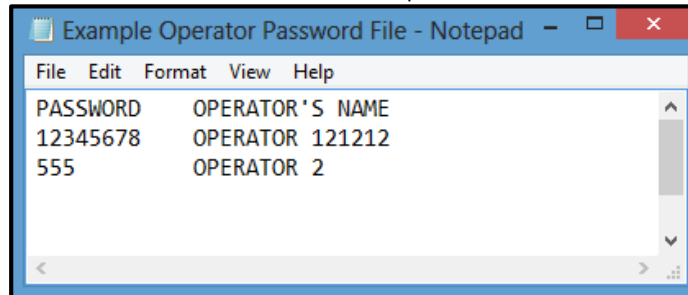 Example Operator Password File - Notepad
File Edit Format View Help
PASSWORD OPERATOR'S NAME
12345678 OPERATOR 121212
555 OPERATOR 2